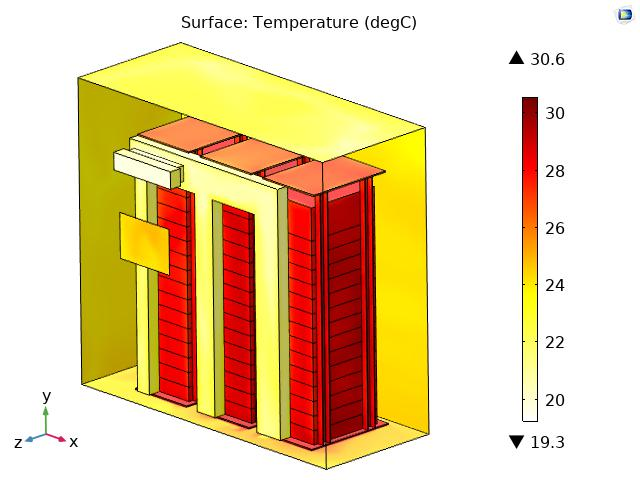 Surface: Temperature (degC)
▲ 30.6
30
28
26
24
22
20
▼ 19.3
y
z
x